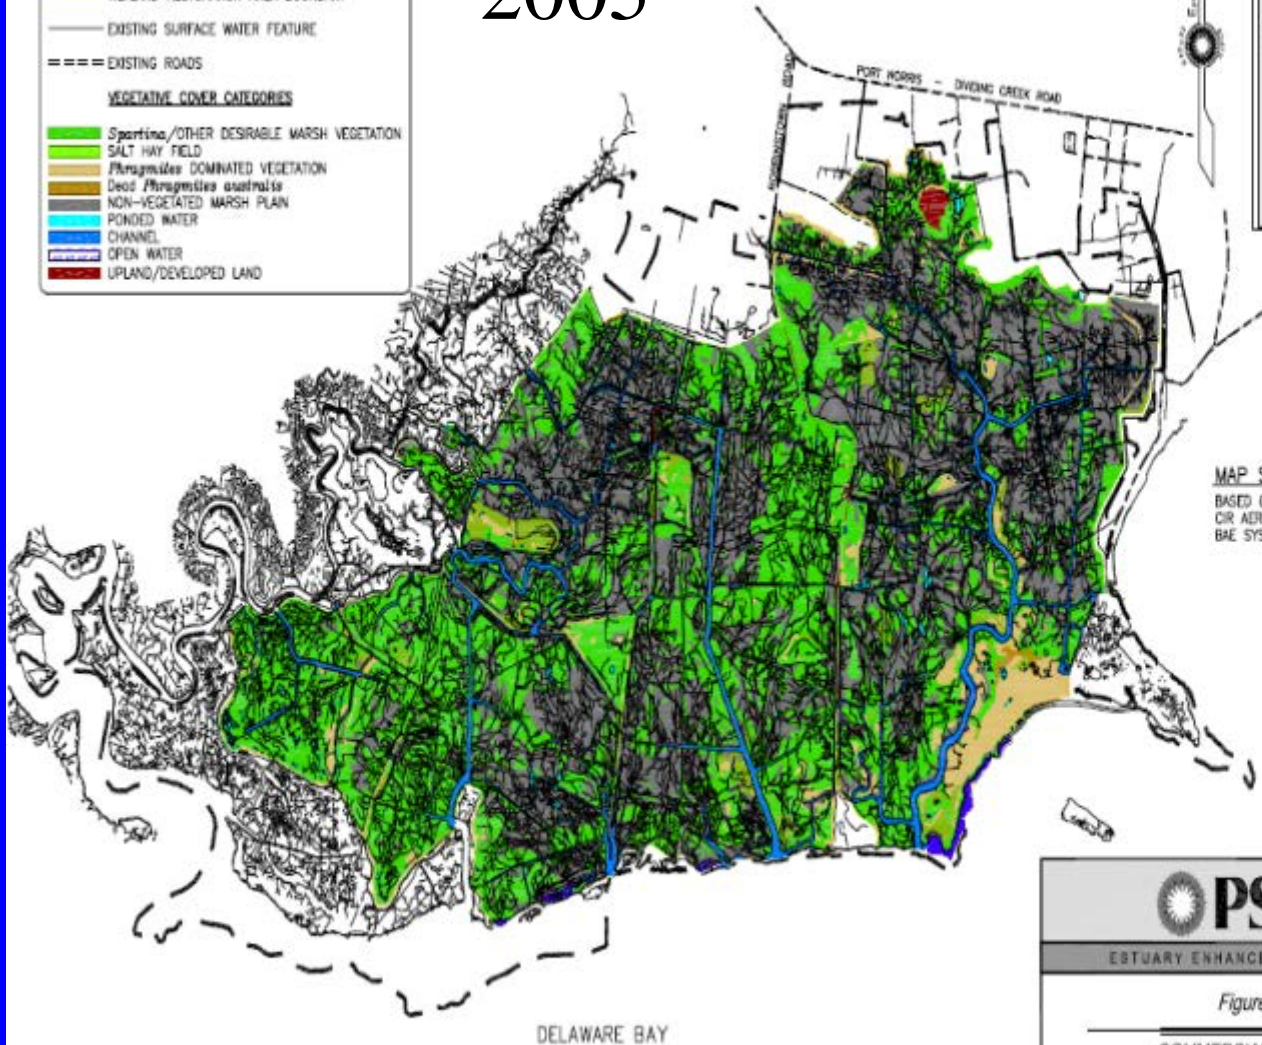 2005
EXISTING SURFACE WATER FEATURE
EXISTING ROADS
VEGETATIVE COVER CATEGORIES
Spartina/OTHER DESIRABLE MARSH VEGETATION
SALT HAY FIELD
Phragmites DOMINATED VEGETATION
Dead Phragmites australis
NON-VEGETATED MARSH PLAIN
PONDED WATER
CHANNEL
OPEN WATER
UPLAND/DEVELOPED LAND
PORT NORRIS - DIVIDING CREEK ROAD
ROAD
MAP S
BASED
CIR AER
BAE SYS
PS
ESTUARY ENHANCE
Figure
DELAWARE BAY